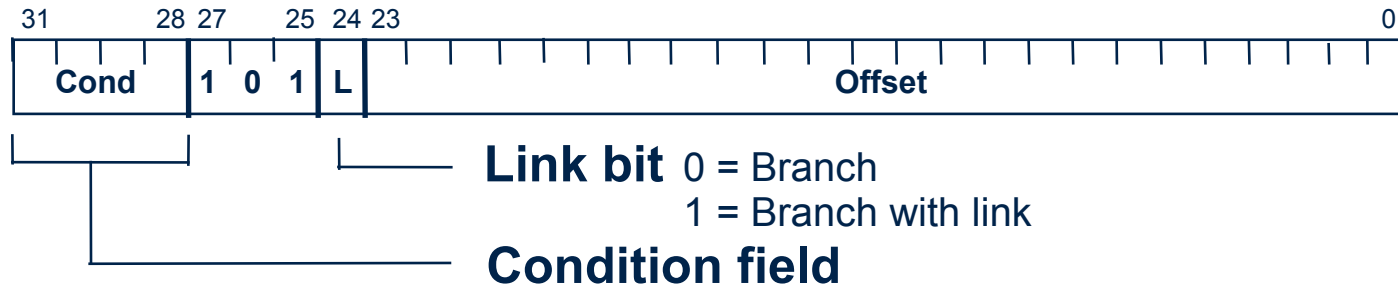 31 28 27 25 24 23 0
Cond 1 0 1 L Offset
Link bit 0 = Branch
1 = Branch with link
Condition field